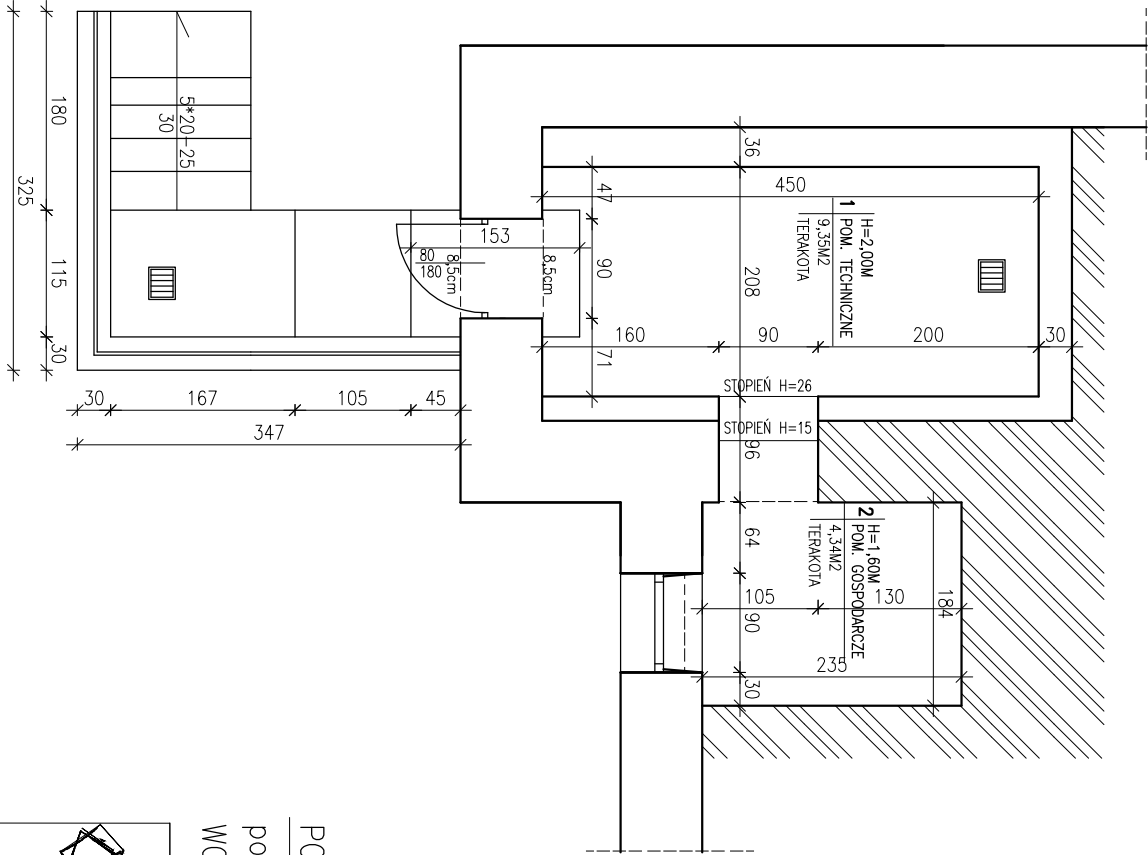 1
H=2,00M
POM. TECHNICZNE
9,35M2
TERAKOTA
2
H=1,60M
POM. GOSPODARCZE
4,34M2
TERAKOTA
STOPIEŃ H=26
STOPIEŃ H=15
5*20-25
30
180
115
30
325
30
167
105
45
347
153
80
180
8,5cm
8,5cm
47
90
71
36
208
96
64
90
30
450
160
90
200
30
105
130
235
184
PO
po
WO